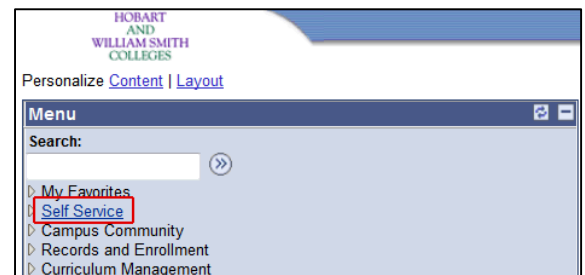 HOBART
AND
WILLIAM SMITH
COLLEGES
Personalize Content | Layout
Menu
Search:
My Favorites
Self Service
Campus Community
Records and Enrollment
Curriculum Management